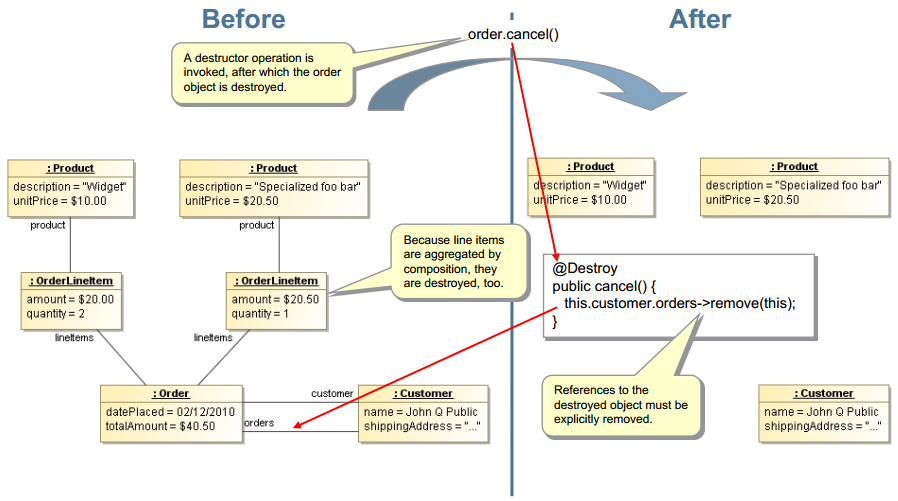 Before
After
order.cancel()
A destructor operation is
invoked, after which the order
object is destroyed.
: Product
description = "Widget"
unitPrice = $10.00
: Product
description = "Specialized foo bar"
unitPrice = $20.50
: Product
description = "Widget"
unitPrice = $10.00
: Product
description = "Specialized foo bar"
unitPrice = $20.50
product
product
Because line items
are aggregated by
composition, they
are destroyed, too.
: OrderLineItem
amount = $20.00
quantity = 2
: OrderLineItem
amount = $20.50
quantity = 1
@Destroy
public cancel() {
this.customer.orders->remove(this);
}
lineItems
lineItems
: Order
datePlaced = 02/12/2010
totalAmount = $40.50
customer
orders
: Customer
name = John Q Public
shippingAddress = "..."
References to the
destroyed object must be
explicitly removed.
: Customer
name = John Q Public
shippingAddress = "..."